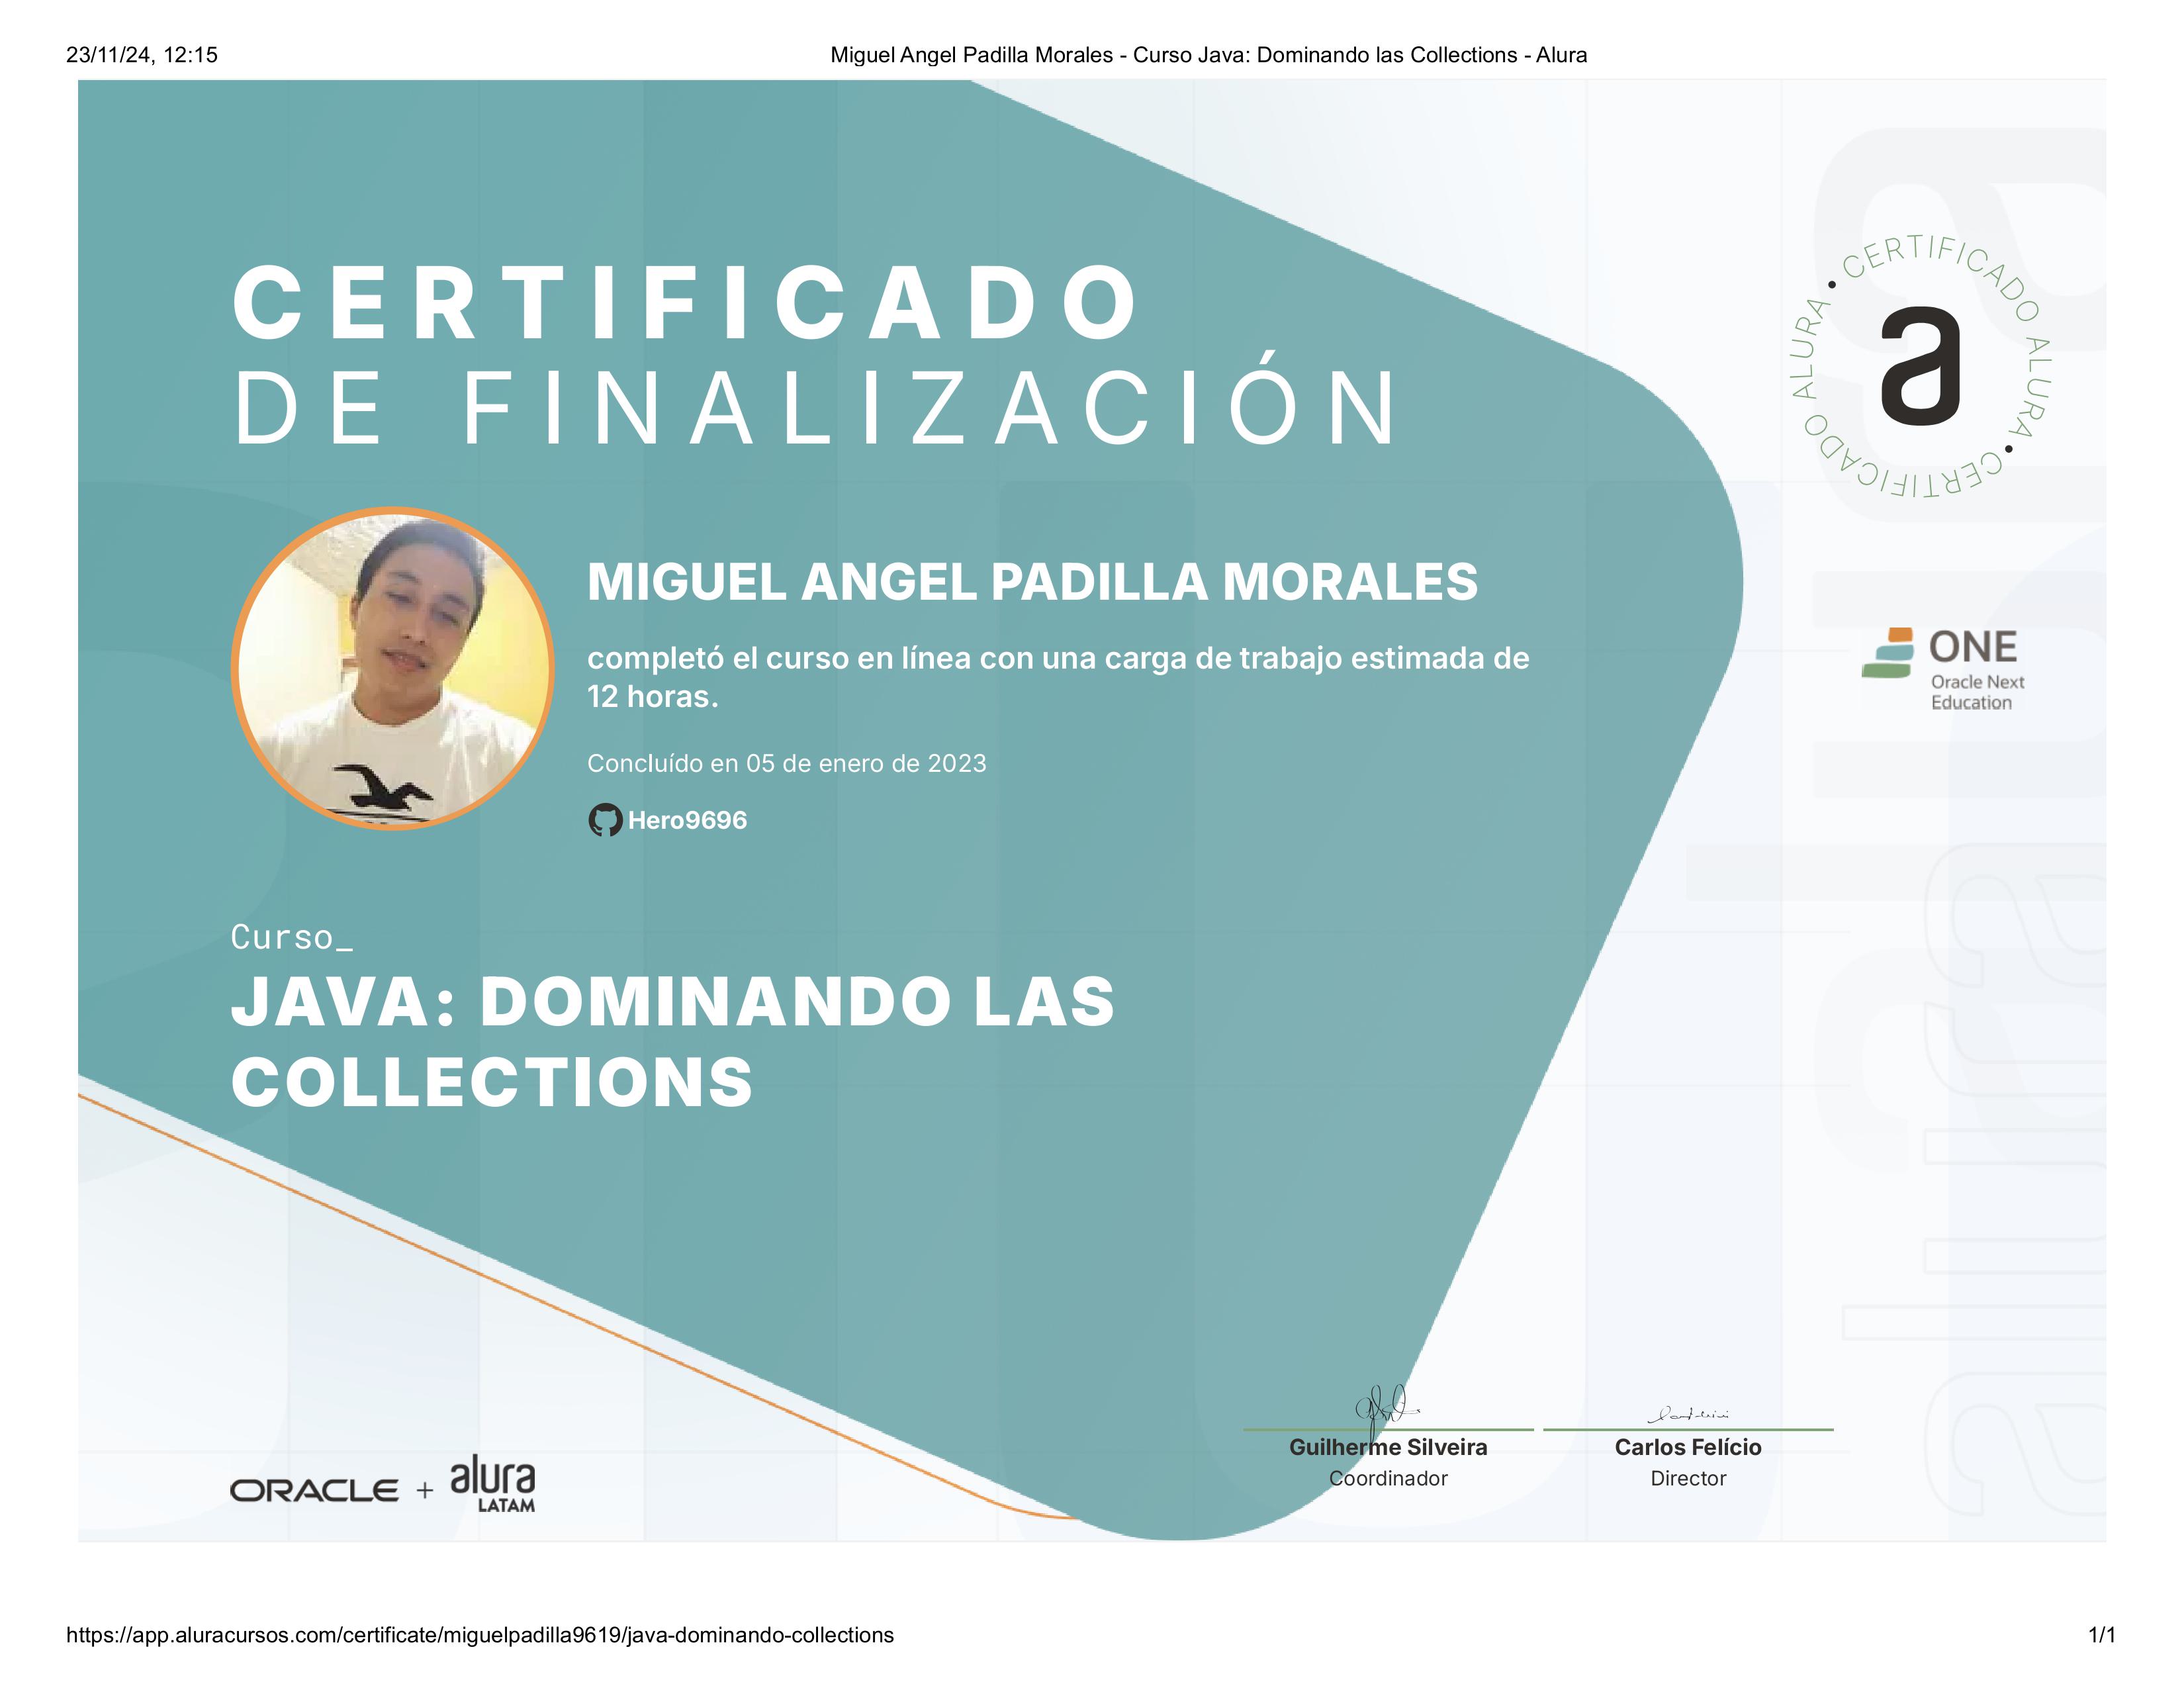 23/11/24, 12:15
Miguel Angel Padilla Morales - Curso Java: Dominando las Collections - Alura
CERTIFICADO
DE FINALIZACIÓN
CERTIFICADO ALURA • CERTIFICADO ALURA •
a
MIGUEL ANGEL PADILLA MORALES
completó el curso en línea con una carga de trabajo estimada de
12 horas.
Concluído en 05 de enero de 2023
Hero9696
ONE
Oracle Next
Education
Curso_
JAVA: DOMINANDO LAS
COLLECTIONS
alura
Guilherme Silveira
Coordinador
Carlos Felício
Director
ORACLE + alura
LATAM
https://app.aluracursos.com/certificate/miguelpadilla9619/java-dominando-collections
1/1